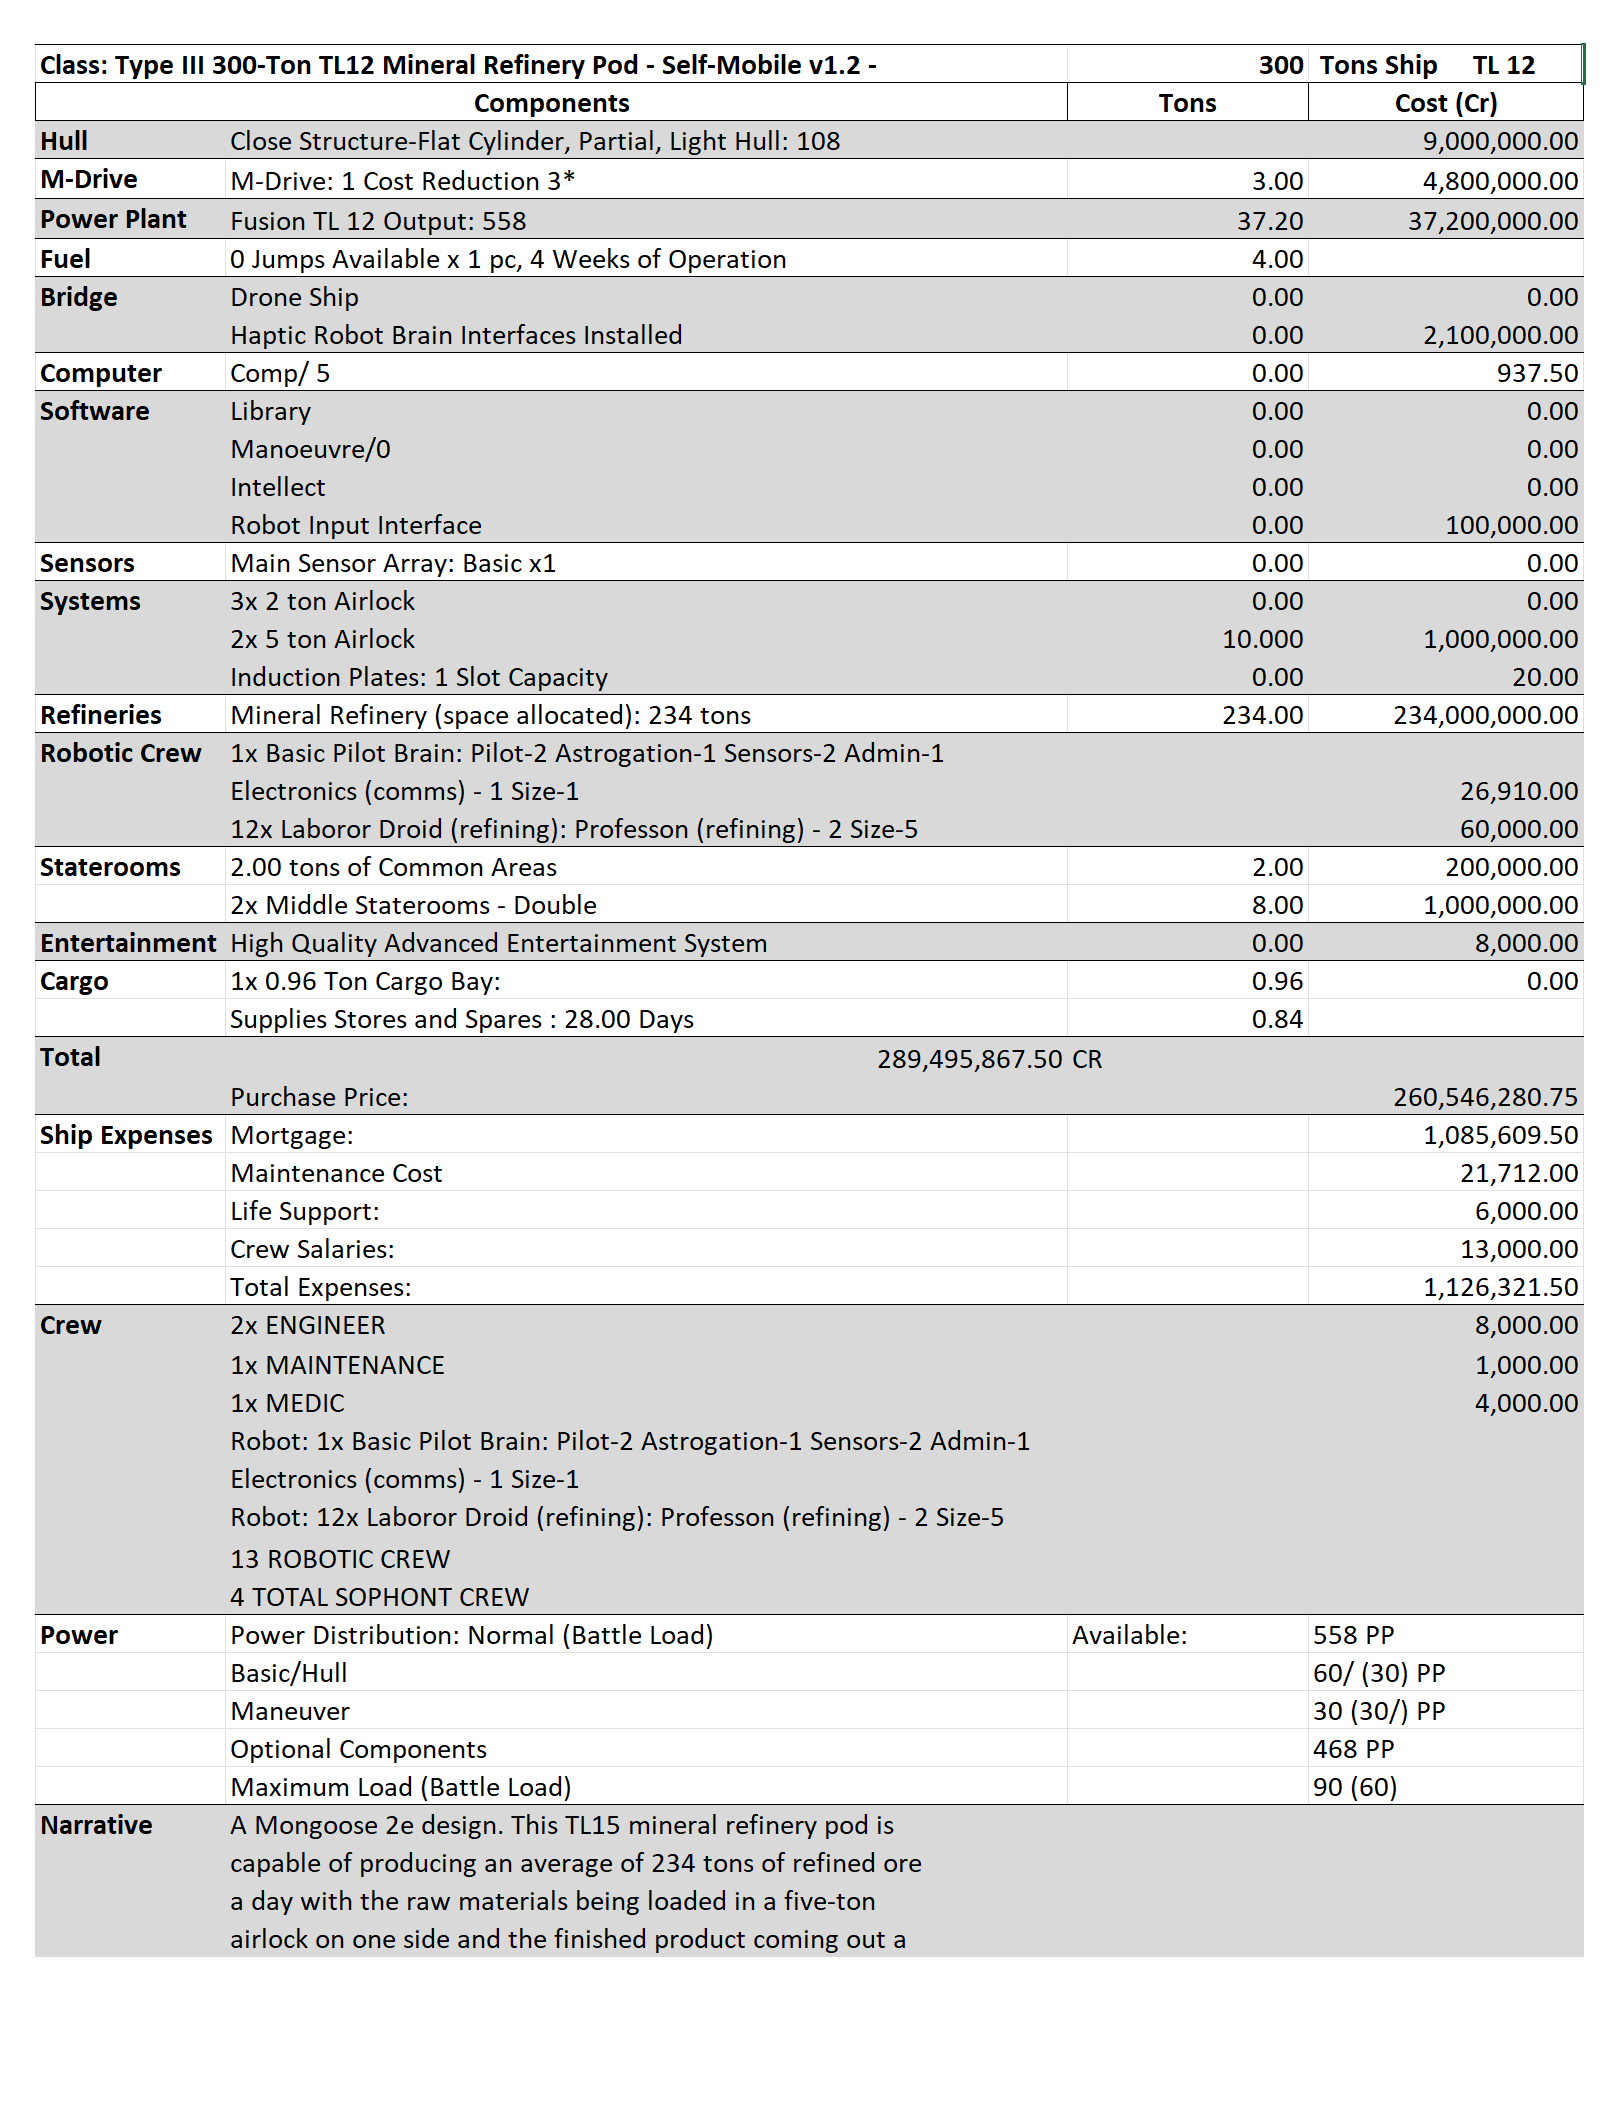 Class: Type III 300-Ton TL12 Mineral Refinery Pod - Self-Mobile v1.2 - 300 Tons Ship TL 12
Components Tons Cost (Cr)
Hull Close Structure-Flat Cylinder, Partial, Light Hull: 108 9,000,000.00
M-Drive M-Drive: 1 Cost Reduction 3* 3.00 4,800,000.00
Power Plant Fusion TL 12 Output: 558 37.20 37,200,000.00
Fuel 0 Jumps Available x 1 pc, 4 Weeks of Operation 4.00
Bridge Drone Ship 0.00 0.00
Haptic Robot Brain Interfaces Installed 0.00 2,100,000.00
Computer Comp/ 5 0.00 937.50
Software Library 0.00 0.00
Manoeuvre/0 0.00 0.00
Intellect 0.00 0.00
Robot Input Interface 0.00 100,000.00
Sensors Main Sensor Array: Basic x1 0.00 0.00
Systems 3x 2 ton Airlock 0.00 0.00
2x 5 ton Airlock 10.000 1,000,000.00
Induction Plates: 1 Slot Capacity 0.00 20.00
Refineries Mineral Refinery (space allocated): 234 tons 234.00 234,000,000.00
Robotic Crew 1x Basic Pilot Brain: Pilot-2 Astrogation-1 Sensors-2 Admin-1
Electronics (comms) - 1 Size-1 26,910.00
12x Laboror Droid (refining): Professon (refining) - 2 Size-5 60,000.00
Staterooms 2.00 tons of Common Areas 2.00 200,000.00
2x Middle Staterooms - Double 8.00 1,000,000.00
Entertainment High Quality Advanced Entertainment System 0.00 8,000.00
Cargo 1x 0.96 Ton Cargo Bay: 0.96 0.00
Supplies Stores and Spares : 28.00 Days 0.84
Total 289,495,867.50 CR
Purchase Price: 260,546,280.75
Ship Expenses Mortgage: 1,085,609.50
Maintenance Cost 21,712.00
Life Support: 6,000.00
Crew Salaries: 13,000.00
Total Expenses: 1,126,321.50
Crew 2x ENGINEER 8,000.00
1x MAINTENANCE 1,000.00
1x MEDIC 4,000.00
Robot: 1x Basic Pilot Brain: Pilot-2 Astrogation-1 Sensors-2 Admin-1
Electronics (comms) - 1 Size-1
Robot: 12x Laboror Droid (refining): Professon (refining) - 2 Size-5
13 ROBOTIC CREW
4 TOTAL SOPHONT CREW
Power Power Distribution: Normal (Battle Load) Available: 558 PP
Basic/Hull 60/ (30) PP
Maneuver 30 (30/) PP
Optional Components 468 PP
Maximum Load (Battle Load) 90 (60)
Narrative A Mongoose 2e design. This TL15 mineral refinery pod is
capable of producing an average of 234 tons of refined ore
a day with the raw materials being loaded in a five-ton
airlock on one side and the finished product coming out a